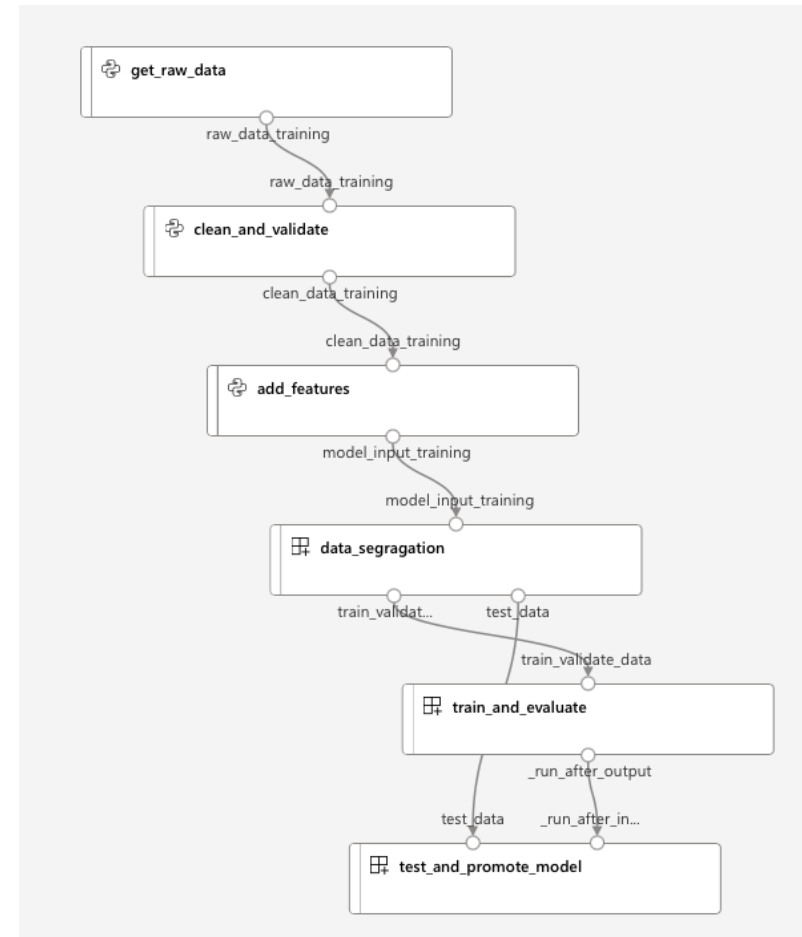 get_raw_data
raw_data_training
raw_data_training
clean_and_validate
clean_data_training
clean_data_training
add_features
model_input_training
model_input_training
data_segragation
train_validat... test_data
train_validate_data
train_and_evaluate
_run_after_output
test_data _run_after_in...
test_and_promote_model